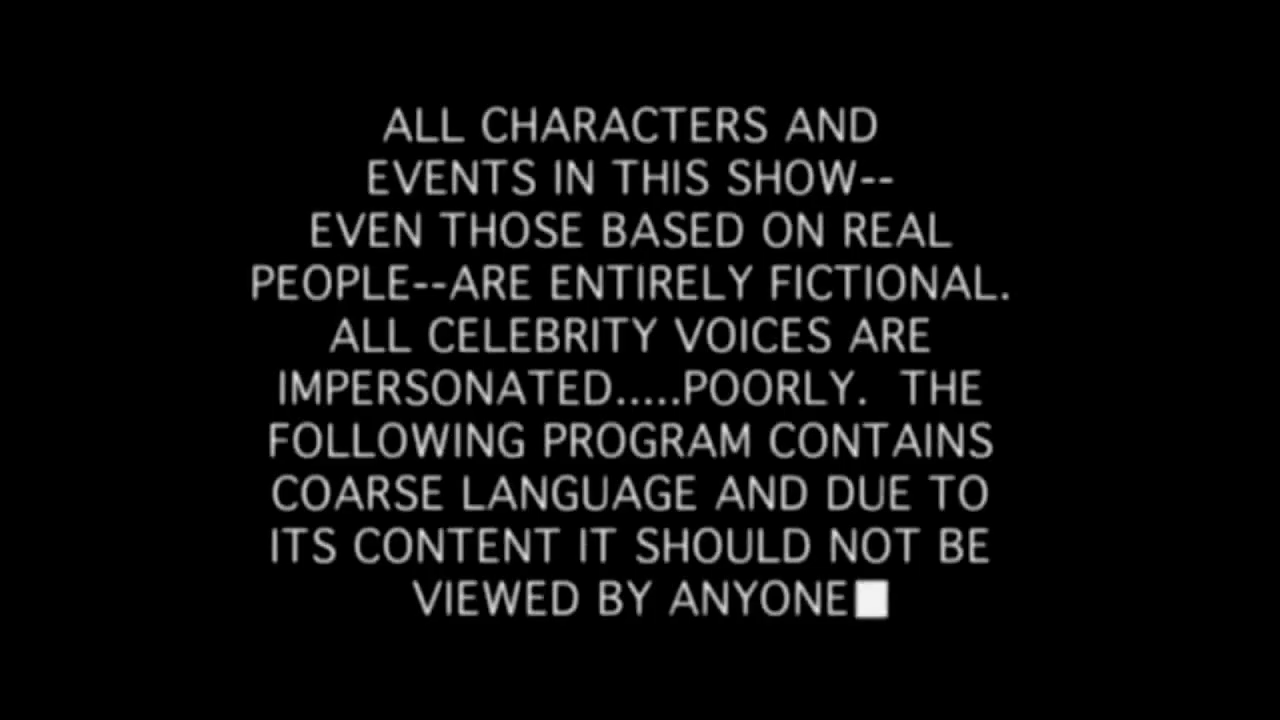 ALL CHARACTERS AND
EVENTS IN THIS SHOW--
EVEN THOSE BASED ON REAL
PEOPLE--ARE ENTIRELY FICTIONAL.
ALL CELEBRITY VOICES ARE
IMPERSONATED.....POORLY.  THE
FOLLOWING PROGRAM CONTAINS
COARSE LANGUAGE AND DUE TO
ITS CONTENT IT SHOULD NOT BE
VIEWED BY ANYONE